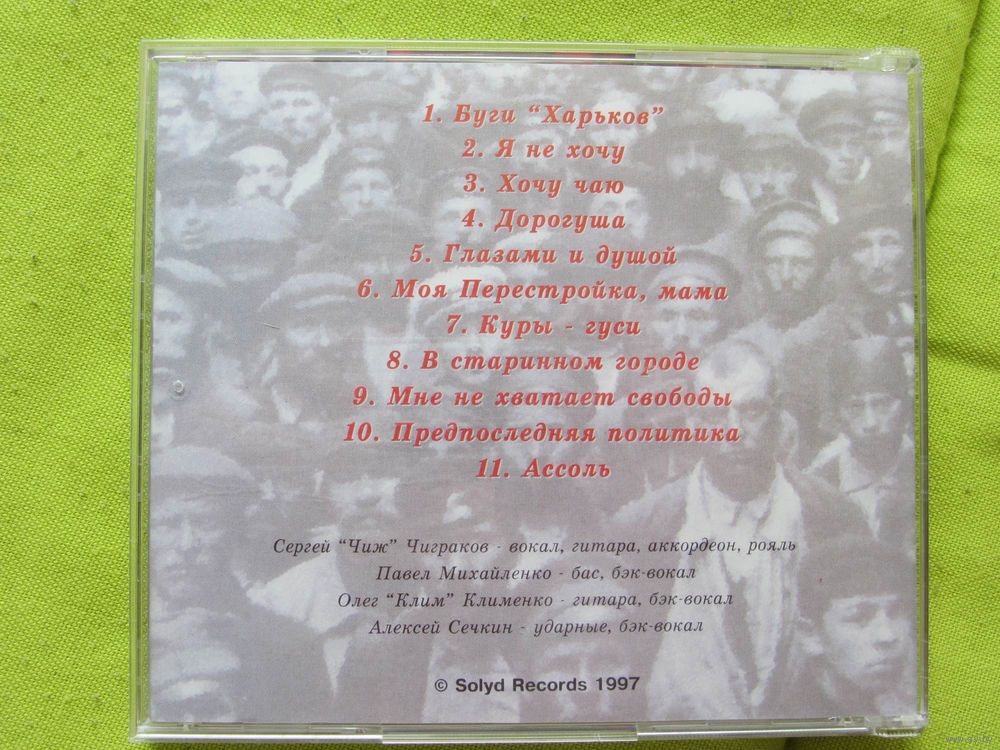 1. Буги “Харьков”
2. Я не хочу
3. Хочу чаю
4. Дорогуша
5. Глазами и душой
6. Моя Перестройка, мама
7. Куры - гуси
8. В старинном городе
9. Мне не хватает свободы
10. Предпоследняя политика
11. Ассоль
Сергей “Чиж” Чиграков - вокал, гитара, аккордеон, рояль
Павел Михайленко - бас, бэк-вокал
Олег “Клим” Клименко - гитара, бэк-вокал
Алексей Сечкин - ударные, бэк-вокал
© Solyd Records 1997